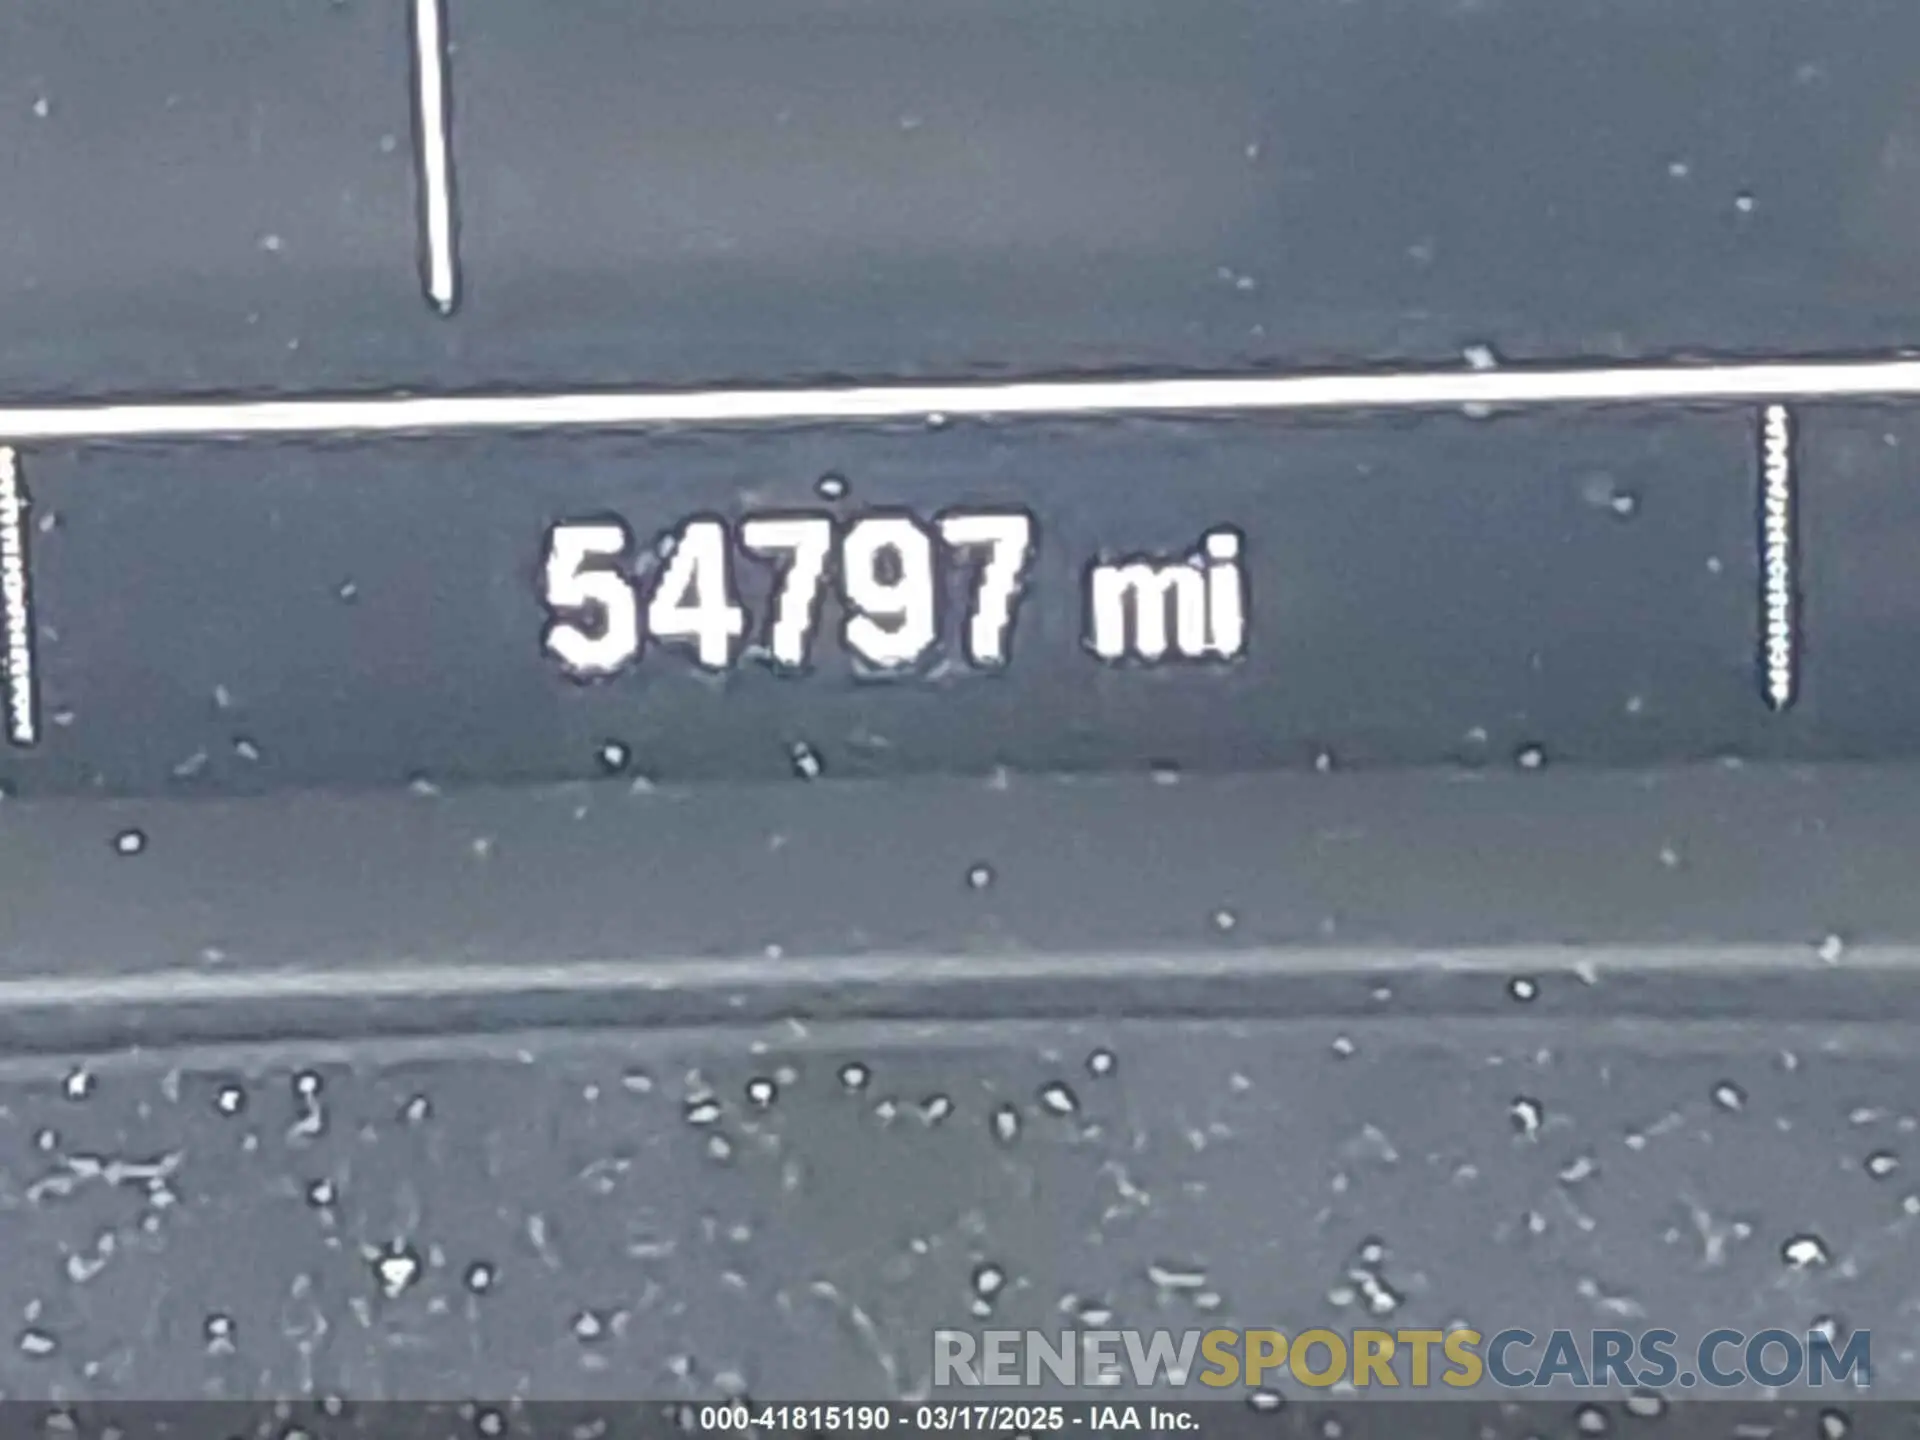 54797 mi
RENEWSPORTSCARS.COM
000-41815190 - 03/17/2025 - IAA Inc.